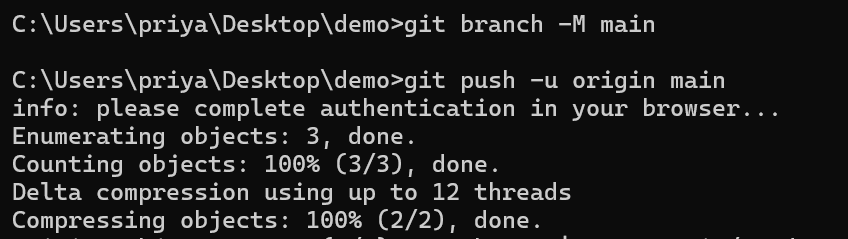 C:\Users\priya\Desktop\demo>git branch -M main
C:\Users\priya\Desktop\demo>git push -u origin main
info: please complete authentication in your browser...
Enumerating objects: 3, done.
Counting objects: 100% (3/3), done.
Delta compression using up to 12 threads
Compressing objects: 100% (2/2), done.